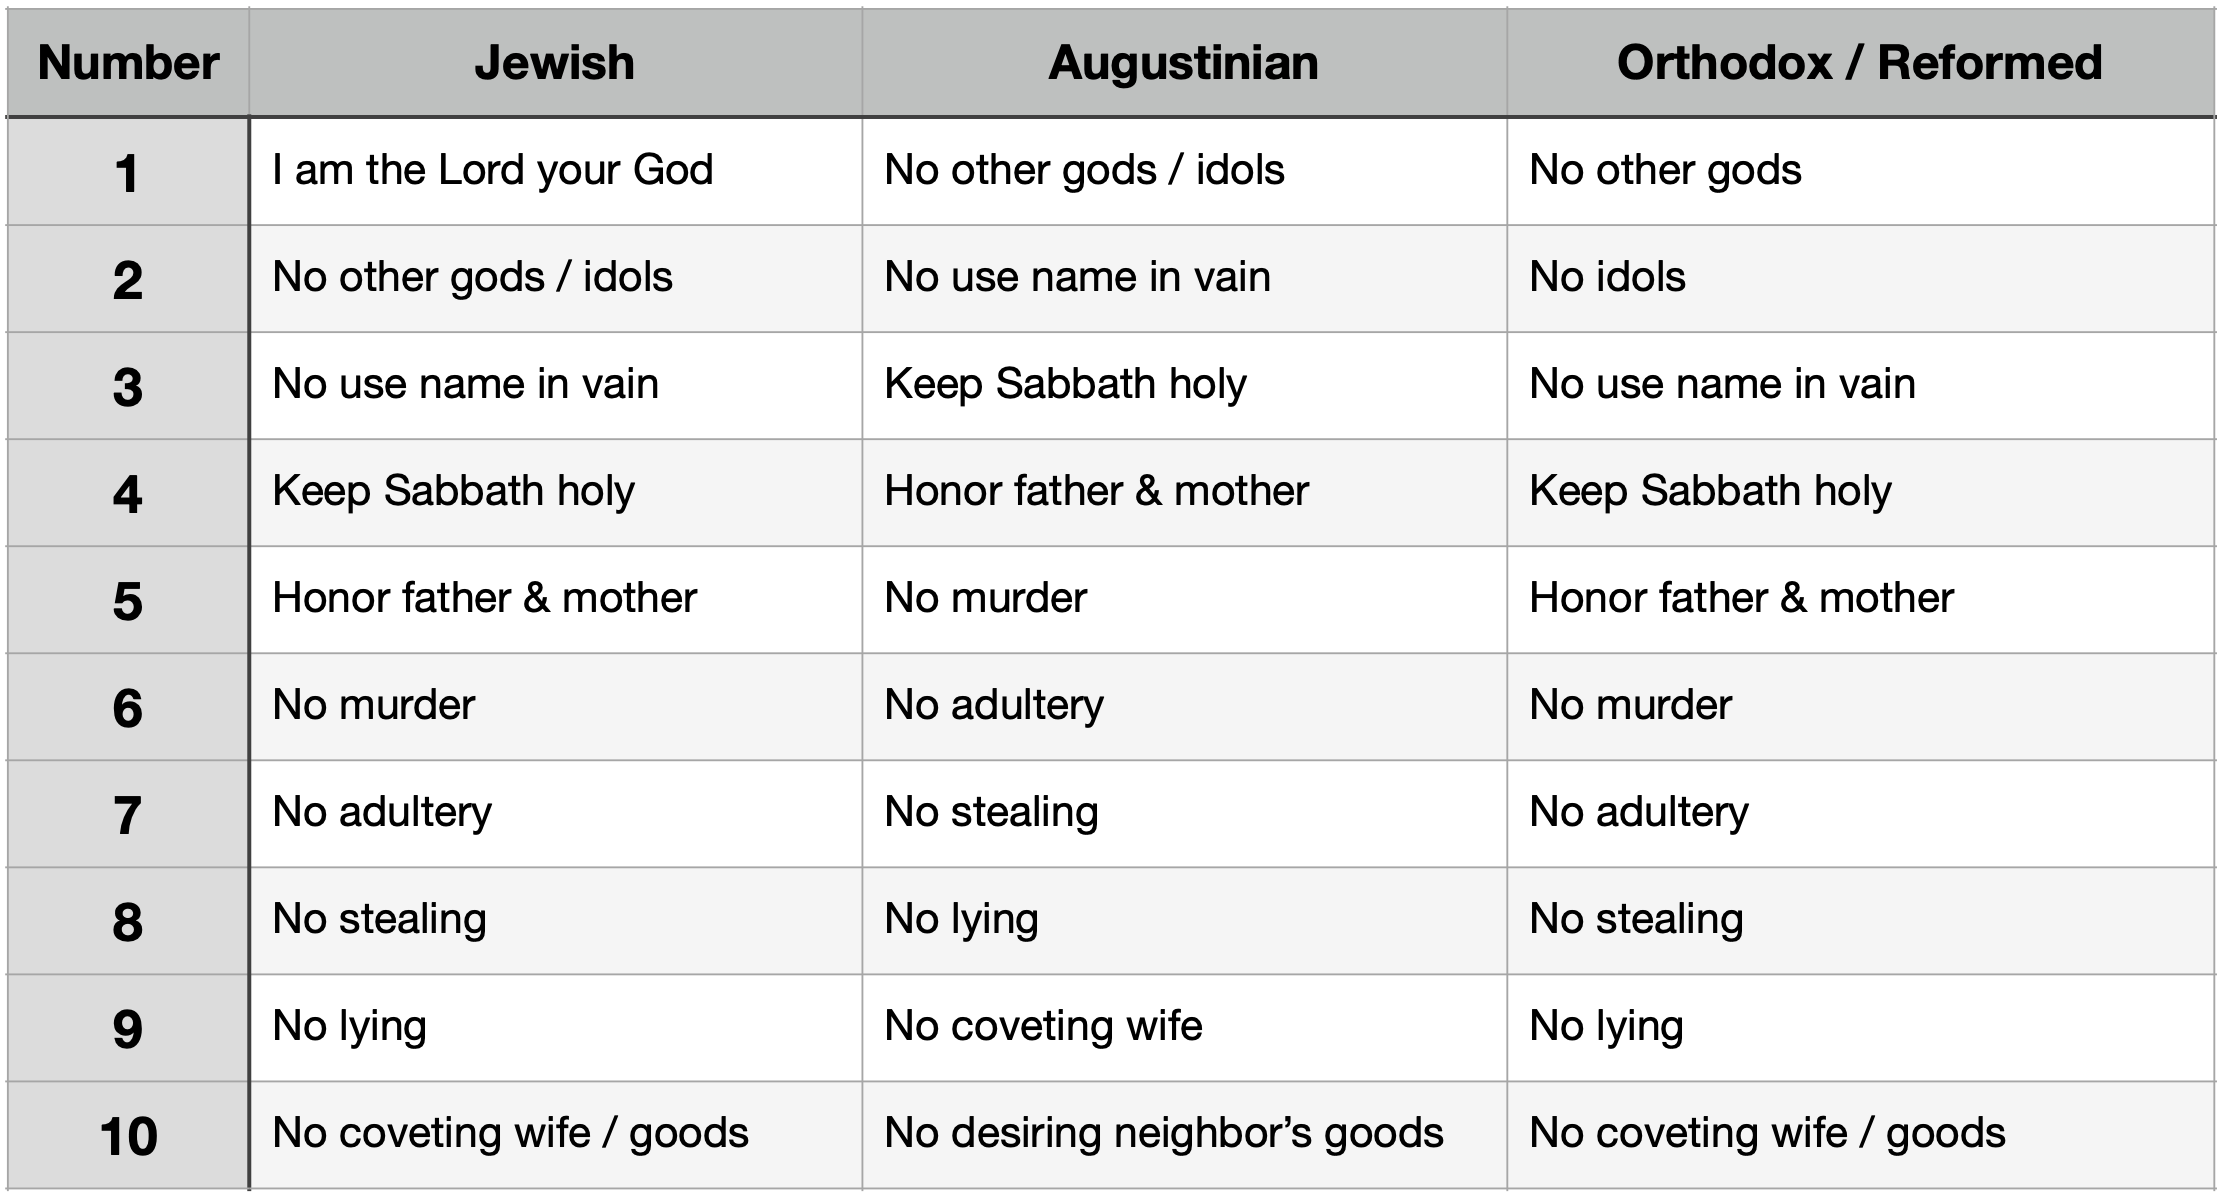 Number Jewish Augustinian Orthodox / Reformed
1 I am the Lord your God No other gods / idols No other gods
2 No other gods / idols No use name in vain No idols
3 No use name in vain Keep Sabbath holy No use name in vain
4 Keep Sabbath holy Honor father & mother Keep Sabbath holy
5 Honor father & mother No murder Honor father & mother
6 No murder No adultery No murder
7 No adultery No stealing No adultery
8 No stealing No lying No stealing
9 No lying No coveting wife No lying
10 No coveting wife / goods No desiring neighbor’s goods No coveting wife / goods